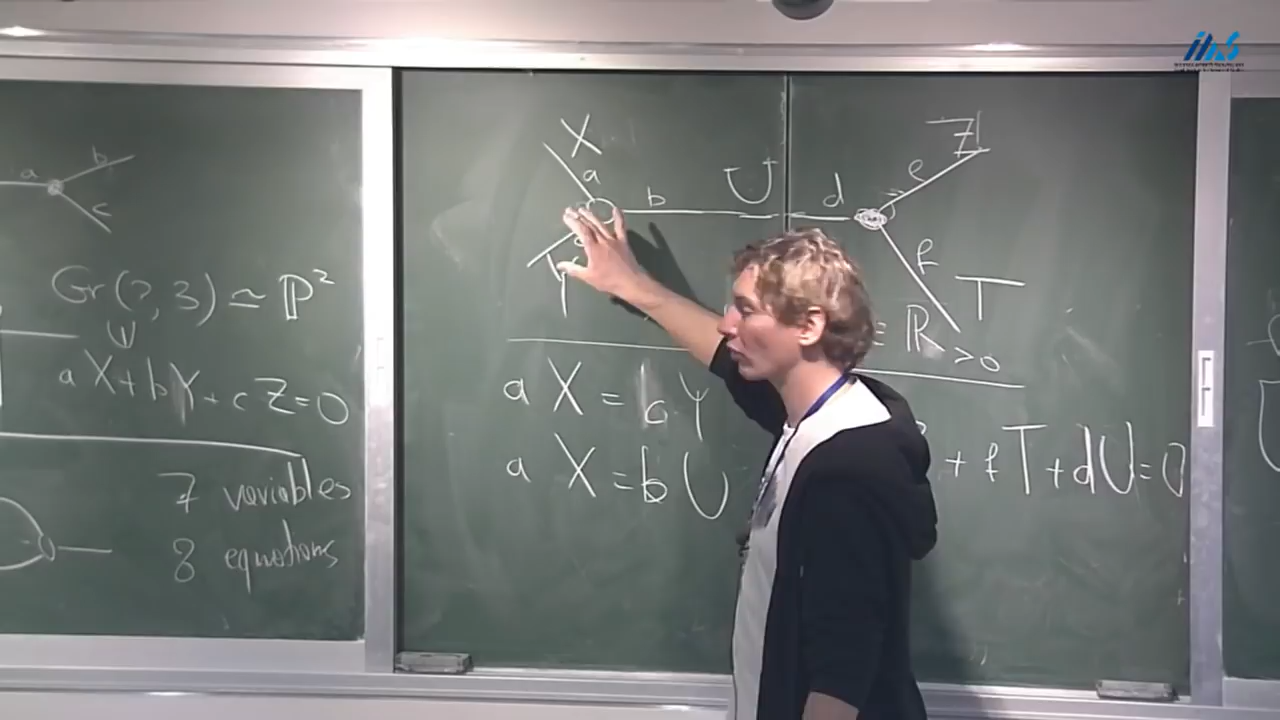 a b
c
Gr(?,3) ≃ ℙ²
aX+bY+cZ=0
7 variables
8 equations
X
a
b
U
d
e
Z
Y
f
T
ℝ>0
aX = cY
aX = bU
+ fT + dU = 0
ihes